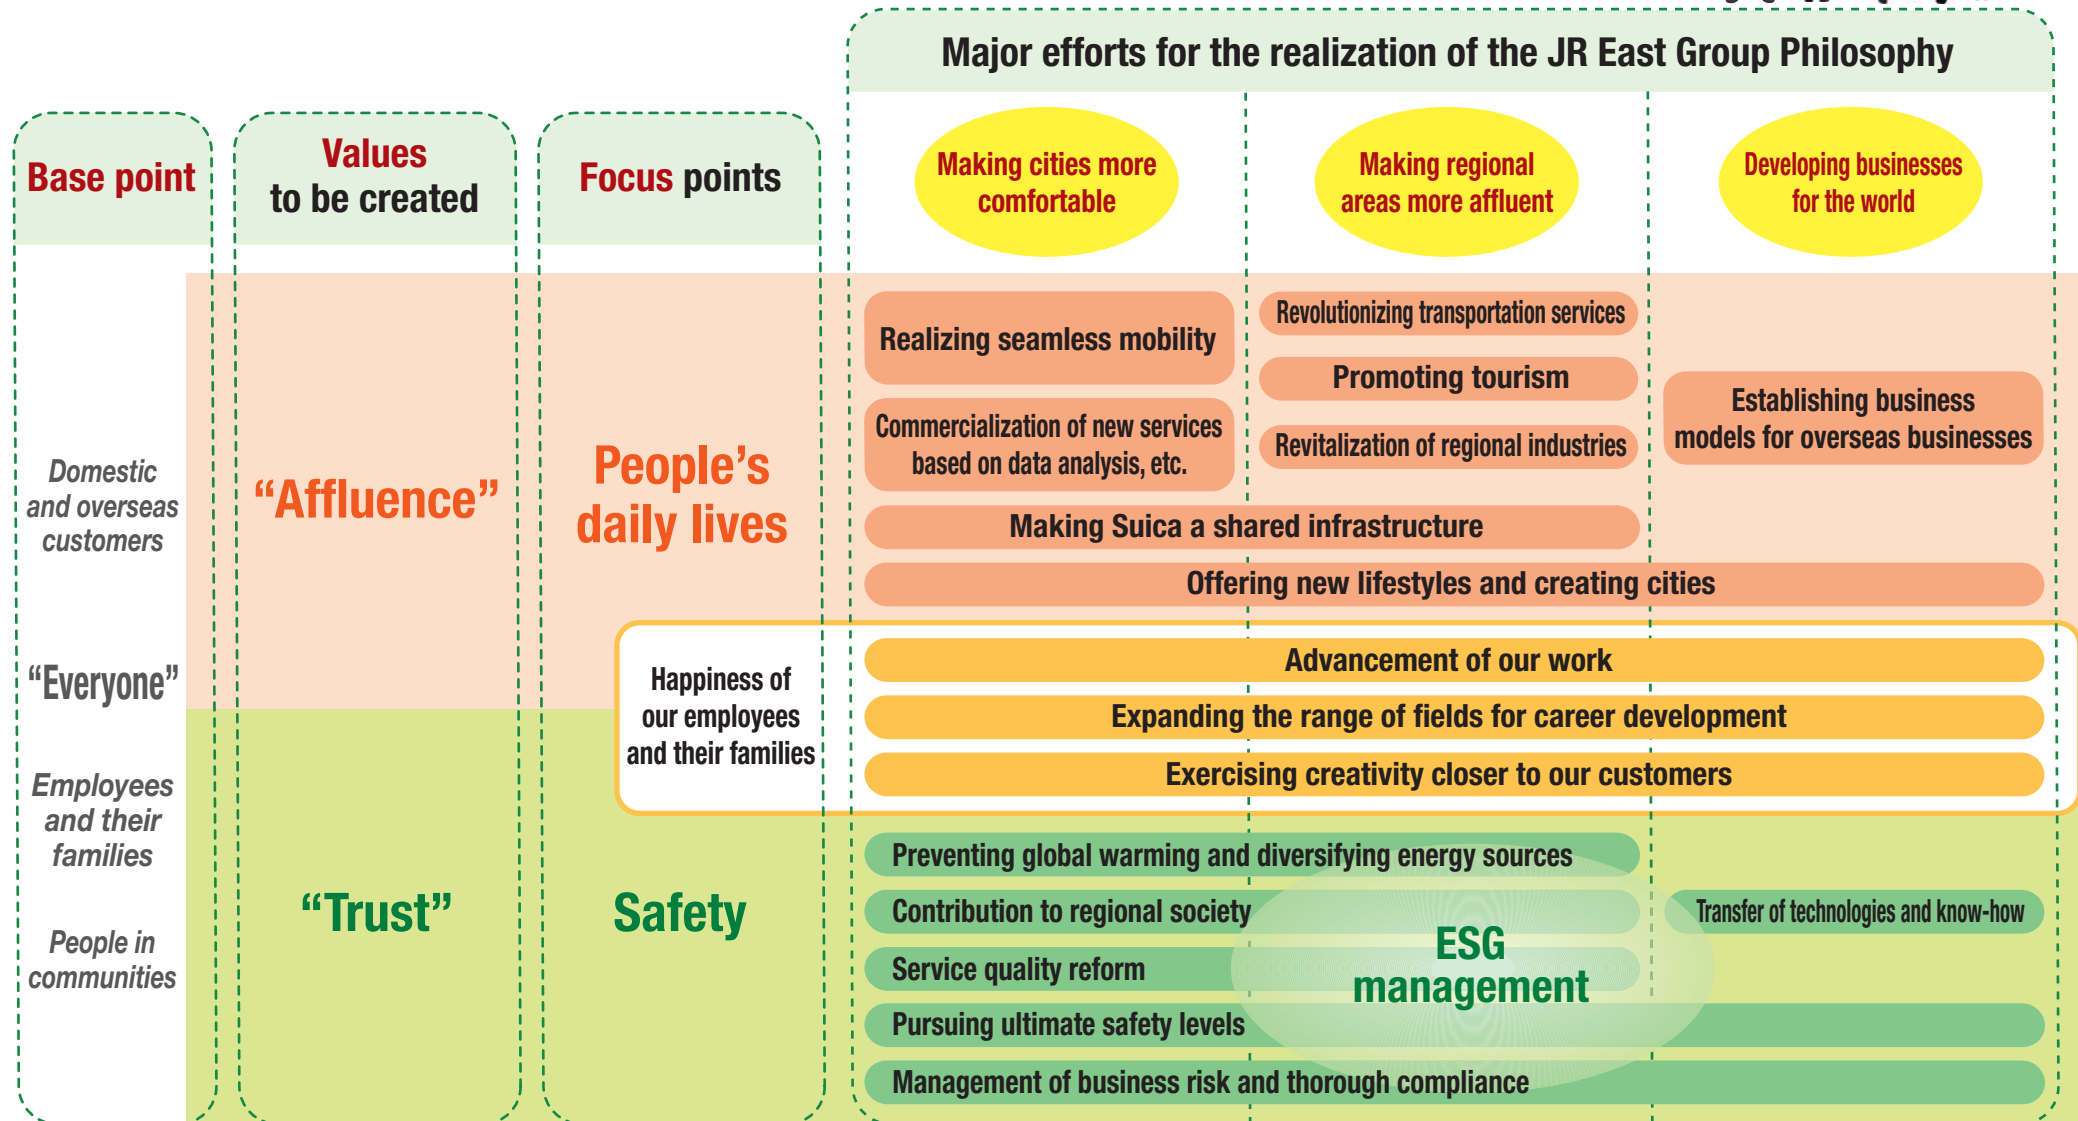 Major efforts for the realization of the JR East Group Philosophy
Base point
Values
to be created
Focus points
Making cities more
comfortable
Making regional
areas more affluent
Developing businesses
for the world
Domestic
and overseas
customers
“Everyone”
Employees
and their
families
People in
communities
“Affluence”
“Trust”
People’s
daily lives
Happiness of
our employees
and their families
Safety
Realizing seamless mobility
Commercialization of new services
based on data analysis, etc.
Revolutionizing transportation services
Promoting tourism
Revitalization of regional industries
Establishing business
models for overseas businesses
Making Suica a shared infrastructure
Offering new lifestyles and creating cities
Advancement of our work
Expanding the range of fields for career development
Exercising creativity closer to our customers
Preventing global warming and diversifying energy sources
Contribution to regional society
Transfer of technologies and know-how
Service quality reform
ESG
management
Pursuing ultimate safety levels
Management of business risk and thorough compliance